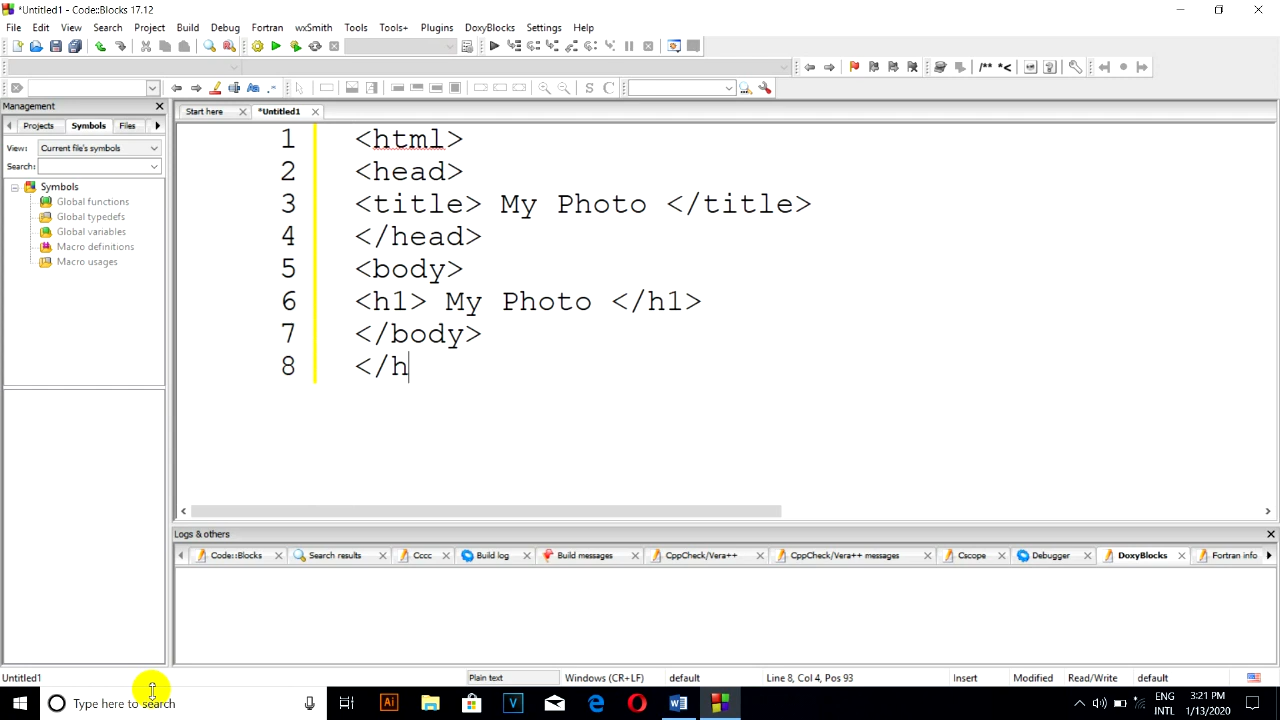 *Untitled1 - Code::Blocks 17.12
File Edit View Search Project Build Debug Fortran wxSmith Tools Tools+ Plugins DoxyBlocks Settings Help
/** *<
S C
Management
Start here *Untitled1
Projects Symbols Files
View: Current file's symbols
Search:
Symbols
Global functions
Global typedefs
Global variables
Macro definitions
Macro usages
1 <html>
2 <head>
3 <title> My Photo </title>
4 </head>
5 <body>
6 <h1> My Photo </h1>
7 </body>
8 </h
Logs & others
Code::Blocks Search results Cccc Build log Build messages CppCheck/Vera++ CppCheck/Vera++ messages Cscope Debugger DoxyBlocks Fortran info
Untitled1 Plain text Windows (CR+LF) default Line 8, Col 4, Pos 93 Insert Modified Read/Write default
Type here to search Ai V ENG 3:21 PM
INTL 1/13/2020